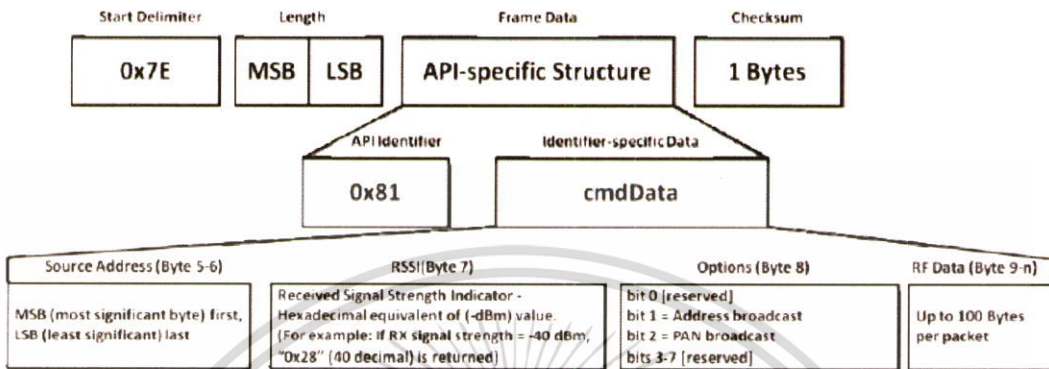 Start Delimiter
Length
Frame Data
Checksum
0x7E
MSB
LSB
API-specific Structure
1 Bytes
API Identifier
Identifier-specific Data
0x81
cmdData
Source Address (Byte 5-6)
MSB (most significant byte) first,
LSB (least significant) last
RSSI(Byte 7)
Received Signal Strength Indicator -
Hexadecimal equivalent of (-dBm) value.
(For example: If RX signal strength = -40 dBm,
"0x28" (40 decimal) is returned)
Options (Byte 8)
bit 0 [reserved]
bit 1 = Address broadcast
bit 2 = PAN broadcast
bits 3-7 [reserved]
RF Data (Byte 9-n)
Up to 100 Bytes
per packet